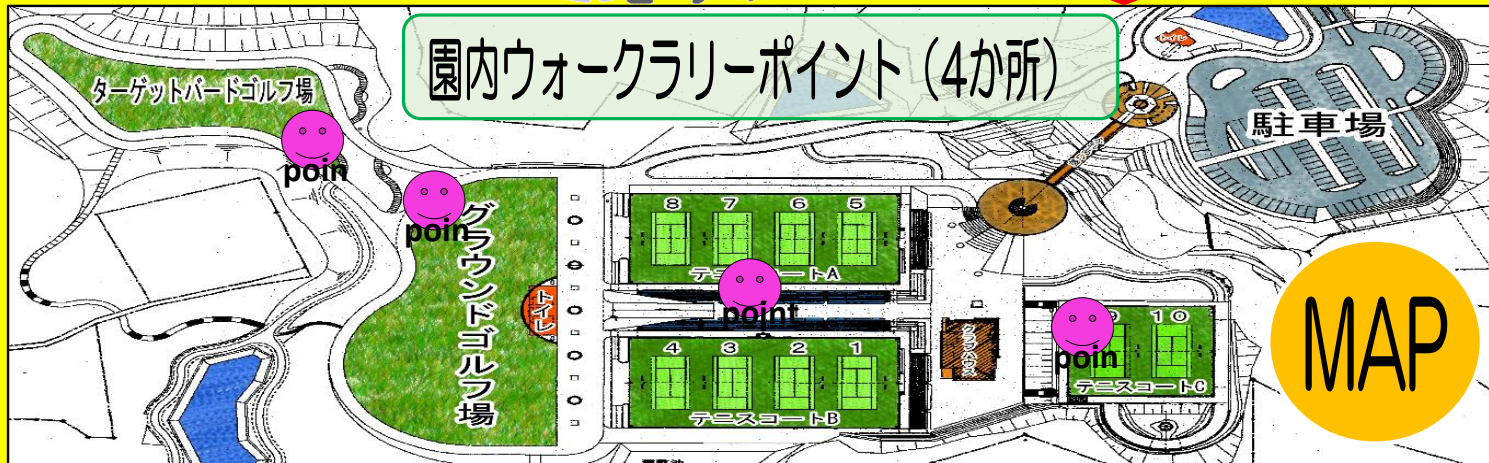 園内ウォークラリーポイント（4か所）
ターゲットバードゴルフ場
poin
poin
グラウンドゴルフ場
トイレ
8 7 6 5
テニスコートA
point
4 3 2 1
テニスコートB
クラブハウス
9 10
poin
テニスコートC
トイレ
駐車場
MAP